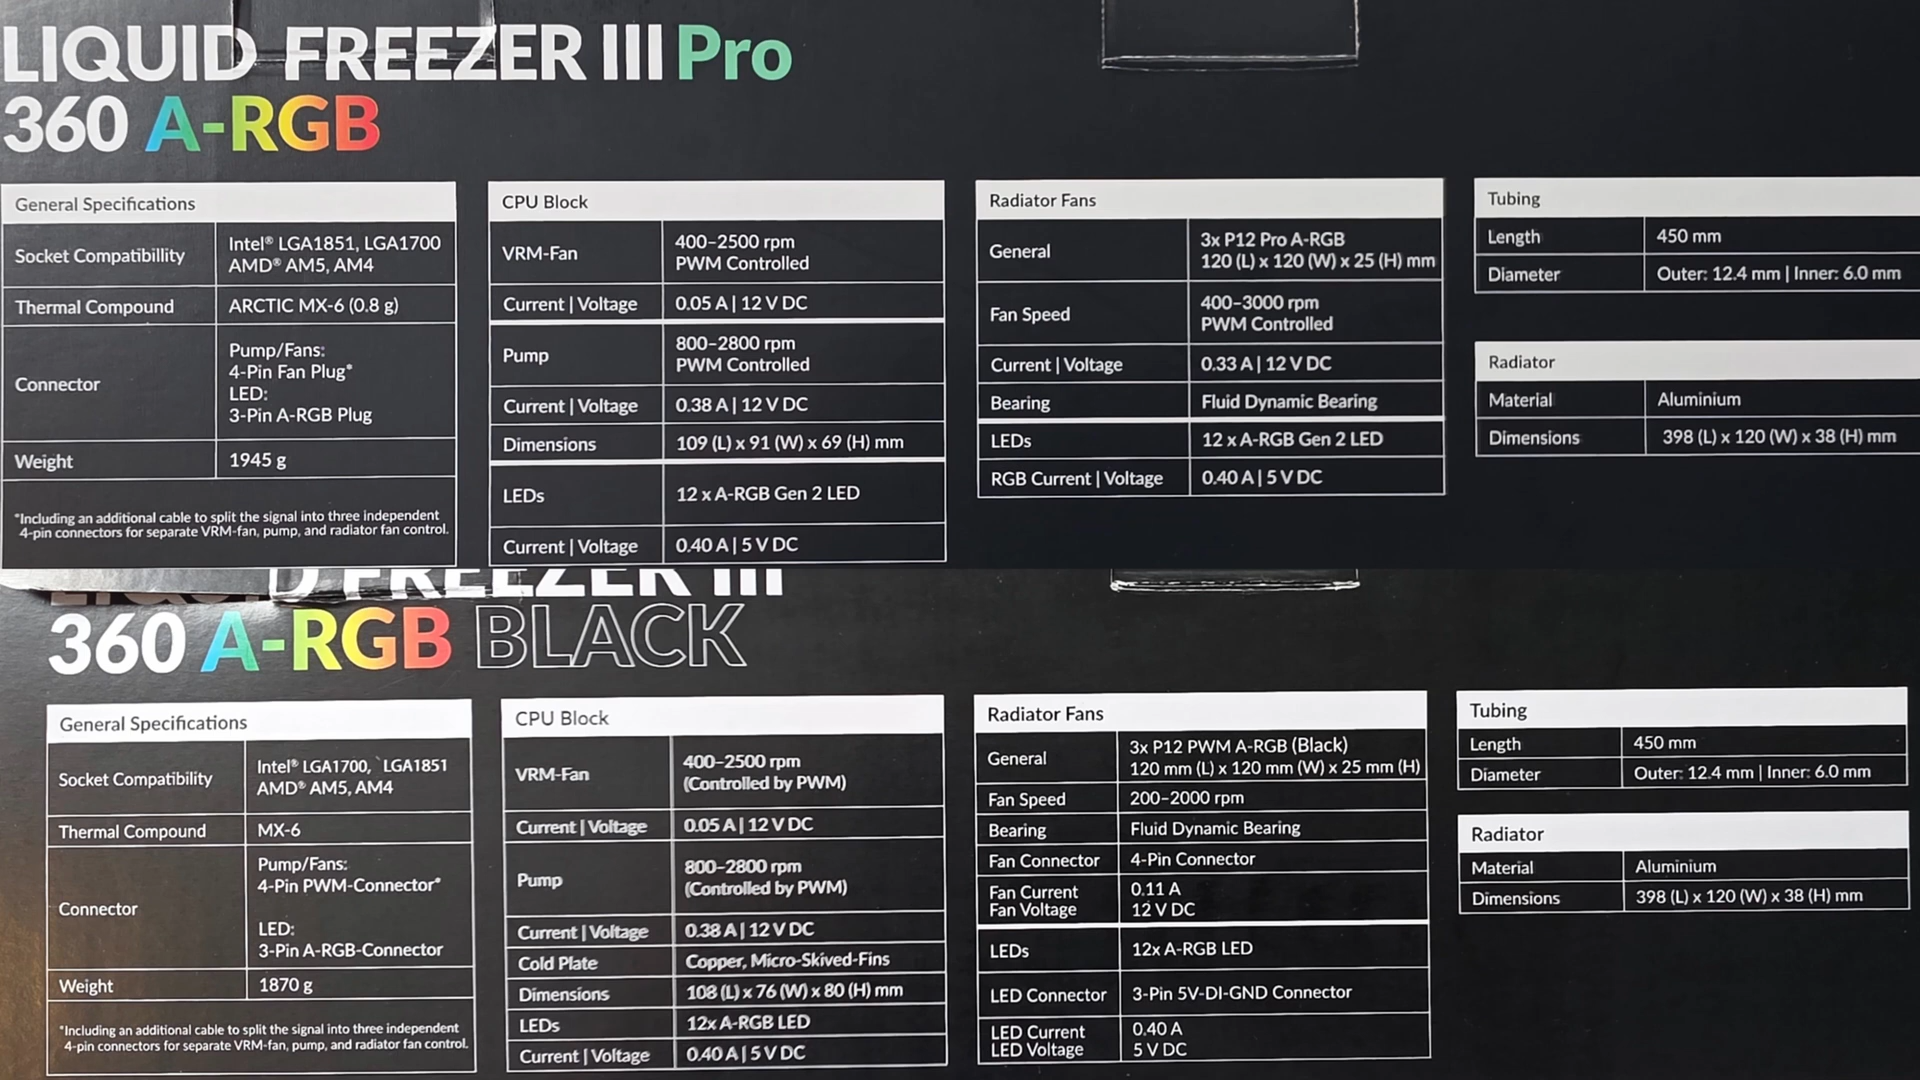 LIQUID FREEZER III Pro
360 A-RGB
General Specifications
Socket Compatibillity
Intel® LGA1851, LGA1700
AMD® AM5, AM4
Thermal Compound
ARCTIC MX-6 (0.8 g)
Connector
Pump/Fans:
4-Pin Fan Plug*
LED:
3-Pin A-RGB Plug
Weight
1945 g
*Including an additional cable to split the signal into three independent
4-pin connectors for separate VRM-fan, pump, and radiator fan control.
CPU Block
VRM-Fan
400–2500 rpm
PWM Controlled
Current | Voltage
0.05 A | 12 V DC
Pump
800–2800 rpm
PWM Controlled
Current | Voltage
0.38 A | 12 V DC
Dimensions
109 (L) x 91 (W) x 69 (H) mm
LEDs
12 x A-RGB Gen 2 LED
Current | Voltage
0.40 A | 5 V DC
Radiator Fans
General
3x P12 Pro A-RGB
120 (L) x 120 (W) x 25 (H) mm
Fan Speed
400–3000 rpm
PWM Controlled
Current | Voltage
0.33 A | 12 V DC
Bearing
Fluid Dynamic Bearing
LEDs
12 x A-RGB Gen 2 LED
RGB Current | Voltage
0.40 A | 5 V DC
Tubing
Length
450 mm
Diameter
Outer: 12.4 mm | Inner: 6.0 mm
Radiator
Material
Aluminium
Dimensions
398 (L) x 120 (W) x 38 (H) mm
LIQUID FREEZER III
360 A-RGB BLACK
General Specifications
Socket Compatibility
Intel® LGA1700, LGA1851
AMD® AM5, AM4
Thermal Compound
MX-6
Connector
Pump/Fans:
4-Pin PWM-Connector*
LED:
3-Pin A-RGB-Connector
Weight
1870 g
*Including an additional cable to split the signal into three independent
4-pin connectors for separate VRM-fan, pump, and radiator fan control.
CPU Block
VRM-Fan
400–2500 rpm
(Controlled by PWM)
Current | Voltage
0.05 A | 12 V DC
Pump
800–2800 rpm
(Controlled by PWM)
Current | Voltage
0.38 A | 12 V DC
Cold Plate
Copper, Micro-Skived-Fins
Dimensions
108 (L) x 76 (W) x 80 (H) mm
LEDs
12x A-RGB LED
Current | Voltage
0.40 A | 5 V DC
Radiator Fans
General
3x P12 PWM A-RGB (Black)
120 mm (L) x 120 mm (W) x 25 mm (H)
Fan Speed
200–2000 rpm
Bearing
Fluid Dynamic Bearing
Fan Connector
4-Pin Connector
Fan Current
Fan Voltage
0.11 A
12 V DC
LEDs
12x A-RGB LED
LED Connector
3-Pin 5V-DI-GND Connector
LED Current
LED Voltage
0.40 A
5 V DC
Tubing
Length
450 mm
Diameter
Outer: 12.4 mm | Inner: 6.0 mm
Radiator
Material
Aluminium
Dimensions
398 (L) x 120 (W) x 38 (H) mm